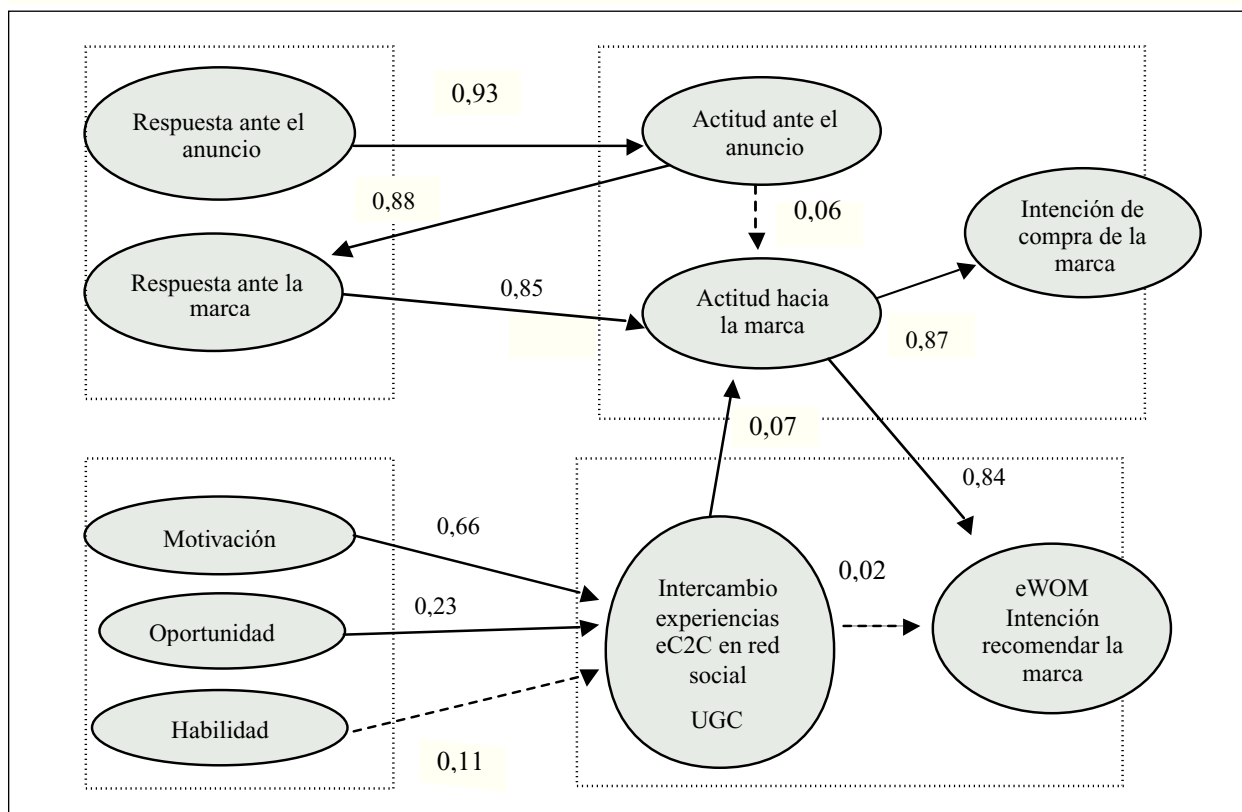 0,93
Respuesta ante el
anuncio
Actitud ante el
anuncio
0,88
0,06
Intención de
compra de la
marca
Respuesta ante la
marca
0,85
Actitud hacia
la marca
0,87
0,07
0,84
Motivación
0,66
Oportunidad
0,23
Habilidad
0,11
Intercambio
experiencias
eC2C en red
social
UGC
0,02
eWOM
Intención
recomendar la
marca